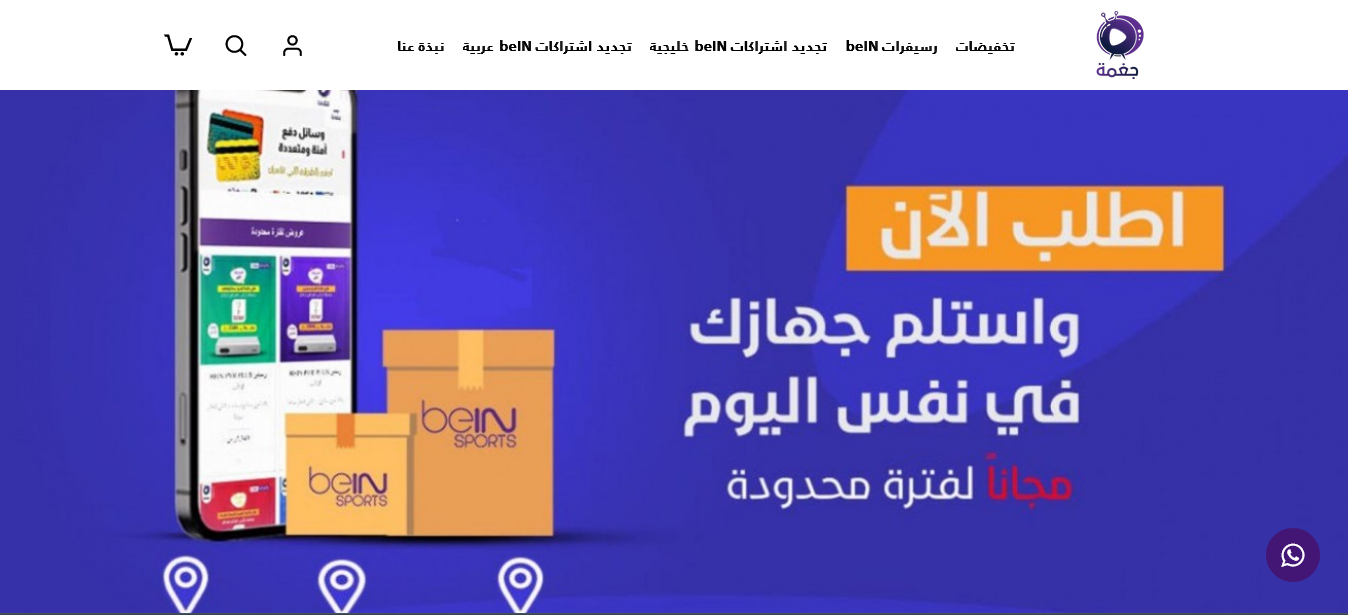 جغمة
تخفيضات
رسيفرات beIN
تجديد اشتراكات beIN خليجية
تجديد اشتراكات beIN عربية
نبذة عنا
اطلب الآن
واستلم جهازك
في نفس اليوم
مجاناً لفترة محدودة
وسائل دفع
آمنة ومتعددة
عروض لفترة محدودة
beIN
SPORTS
beIN
SPORTS